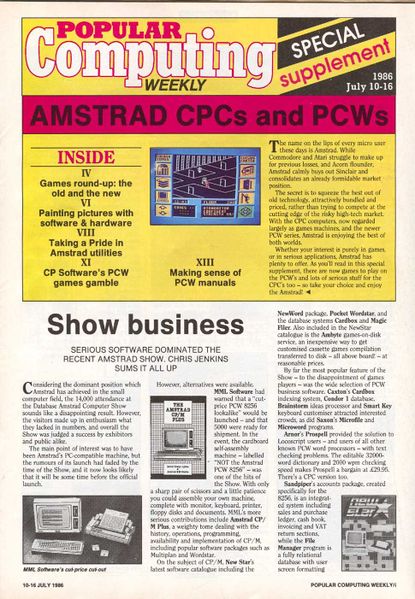 POPULAR
Computing
WEEKLY
SPECIAL
supplement
1986
July 10-16
AMSTRAD CPCs and PCWs
INSIDE
IV
Games round-up: the
old and the new
VI
Painting pictures with
software & hardware
VIII
Taking a Pride in
Amstrad utilities
XI
CP Software's PCW
games gamble
XIII
Making sense of
PCW manuals
The name on the lips of every micro user
these days is Amstrad. While
Commodore and Atari struggle to make up
for previous losses, and Acorn flounder,
Amstrad calmly buys out Sinclair and
consolidates an already formidable market
position.
The secret is to squeeze the best out of
old technology, attractively bundled and
priced, rather than trying to compete at the
cutting edge of the risky high-tech market.
With the CPC computers, now regarded
largely as games machines, and the newer
PCW series, Amstrad is enjoying the best of
both worlds.
Whether your interest is purely in games,
or in serious applications, Amstrad has
plenty to offer. As you'll read in this special
supplement, there are now games to play on
the PCW's and lots of serious stuff for the
CPC's too – so take your choice and enjoy
the Amstrad!
Show business
SERIOUS SOFTWARE DOMINATED THE
RECENT AMSTRAD SHOW. CHRIS JENKINS
SUMS IT ALL UP
Considering the dominant position which
Amstrad has achieved in the small
computer field, the 14,000 attendance at
the Database Amstrad Computer Show
sounds like a disappointing result. However,
the visitors made up in enthusiasm what
they lacked in numbers, and overall the
Show was judged a success by exhibitors
and public alike.
The main point of interest was to have
been Amstrad's PC-compatible machine, but
the rumours of its launch had faded by the
time of the Show, and it now looks likely
that it will be some time before the official
launch.
MML Software's cut-price cut-out
However, alternatives were available.
MML Software had
warned that a "cut-
price PCW 8256
lookalike" would be
launched – and that
5000 were ready for
shipment. In the
event, the cardboard
self-assembly
machine – labelled
"NOT the Amstrad
PCW 8256" – was
one of the hits of
the Show. With only
a sharp pair of scissors and a little patience
you could assemble your own machine,
complete with monitor, keyboard, printer,
floppy disks and documents. MML's more
serious contributions include Amstrad CP/
M Plus, a weighty tome dealing with the
history, operations, programming,
availability and implementation of CP/M,
including popular software packages such as
Multiplan and Wordstar.
On the subject of CP/M, New Star's
latest software catalogue including the
THE
AMSTRAD
CP/M
PLUS
NewWord package, Pocket Wordstar, and
the database systems Cardbox and Magic
Filer. Also included in the NewStar
catalogue is the Ambyte games-on-disk
service, an inexpensive way to get
customised cassette games compilation
transferred to disk – all above board! – at
reasonable prices.
By far the most popular feature of the
Show – to the disappointment of games
players – was the wide selection of PCW
business software. Caxton's Cardbox
indexing system, Condor 1 database,
Brainstorm ideas processor and Smart Key
keyboard customiser attracted interested
crowds, as did Saxon's Microfile and
Microword programs.
Arnor's Prospell provided the solution to
Locoscript users – and users of all other
known PCW word processors – with text
checking problems. The editable 32000-
word dictionary and 2000 wpm checking
speed makes Prospell a bargain at £29.95.
There's a CPC version too.
Sandpiper's accounts package, created
specifically for the
8256, is an integrat-
ed system including
sales and purchase
ledger, cash book,
invoicing and VAT
return sections,
while the File
Manager program is
a fully relational
database with user
screen formatting
new
star
10-16 JULY 1986
POPULAR COMPUTING WEEKLY/i